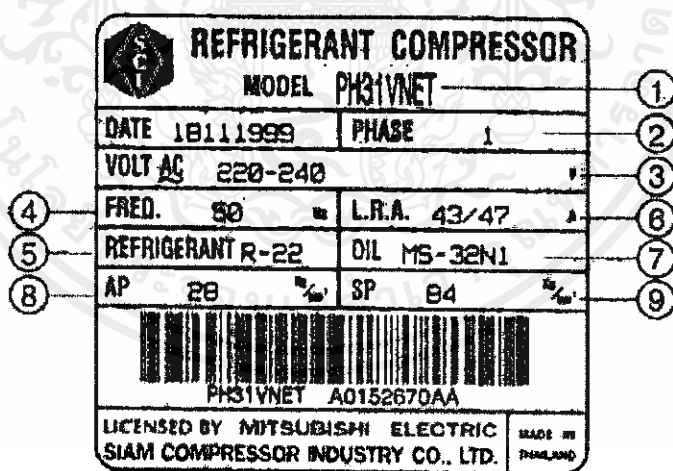 SCI
REFRIGERANT COMPRESSOR
MODEL PH31VNET
1
DATE 18111999 PHASE 1
2
VOLT AC 220-240 V
3
4
FREQ. 50 Hz L.R.A. 43/47 A
6
5
REFRIGERANT R-22 OIL MS-32N1
7
8
AP 28 SP 84
9
PH31VNET A0152670AA
LICENSED BY MITSUBISHI ELECTRIC
SIAM COMPRESSOR INDUSTRY CO., LTD.
MADE IN
THAILAND